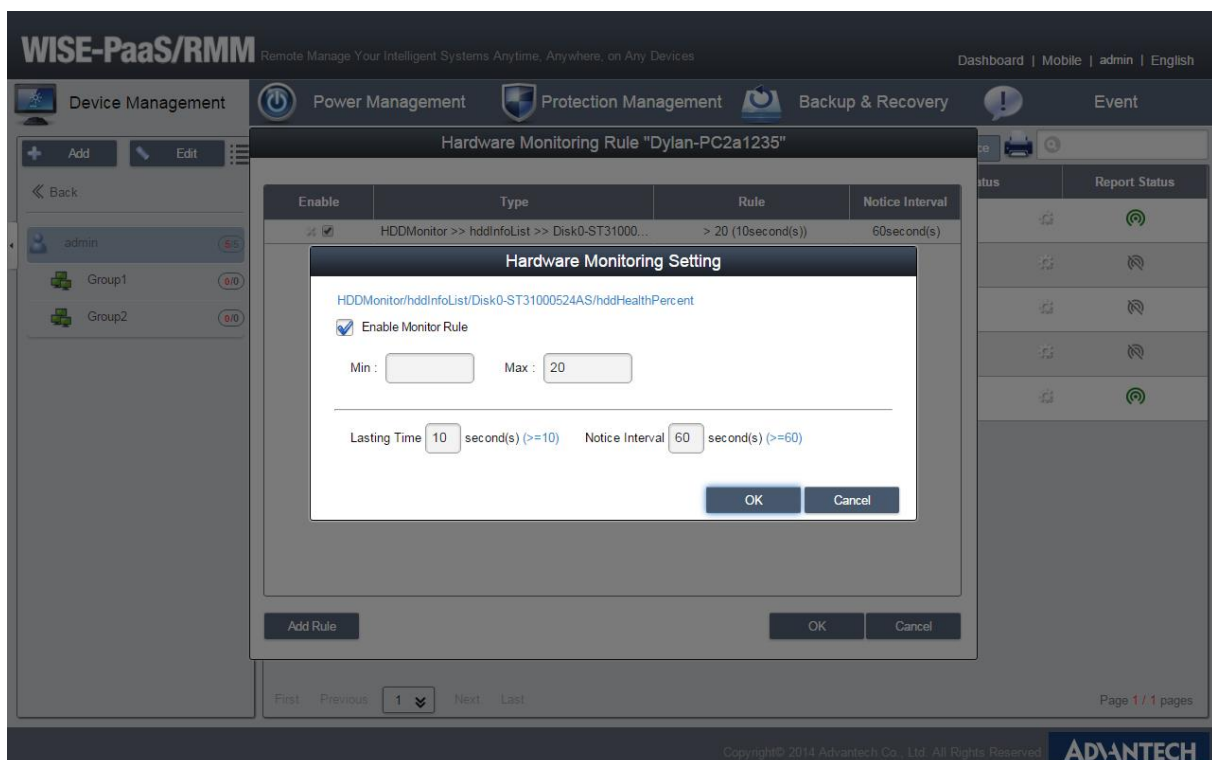 WISE-PaaS/RMM Remote Manage Your Intelligent Systems Anytime, Anywhere, on Any Devices
Dashboard | Mobile | admin | English
Device Management Power Management Protection Management Backup & Recovery Event
Add Edit
Back
admin 5/5
Group1 0/0
Group2 0/0
Hardware Monitoring Rule "Dylan-PC2a1235"
Enable Type Rule Notice Interval
HDDMonitor >> hddInfoList >> Disk0-ST31000... > 20 (10second(s)) 60second(s)
Report Status
Hardware Monitoring Setting
HDDMonitor/hddInfoList/Disk0-ST31000524AS/hddHealthPercent
Enable Monitor Rule
Min : Max : 20
Lasting Time 10 second(s) (>=10) Notice Interval 60 second(s) (>=60)
OK Cancel
Add Rule OK Cancel
First Previous 1 Next Last Page 1 / 1 pages
Copyright© 2014 Advantech Co., Ltd. All Rights Reserved
ADVANTECH